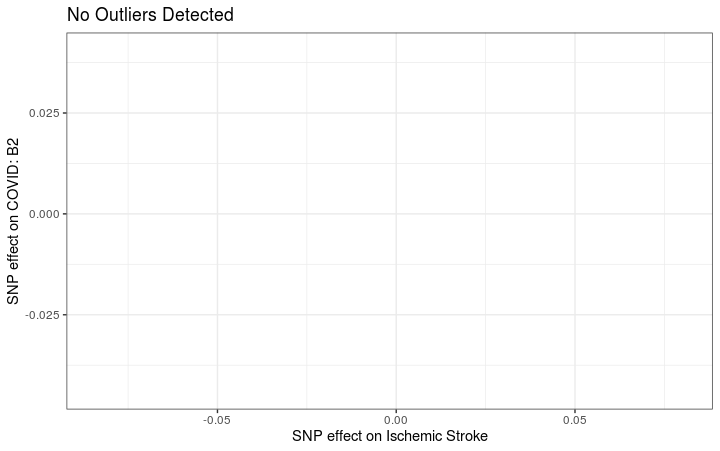 No Outliers Detected
SNP effect on COVID: B2
0.025
0.000
-0.025
-0.05
0.00
0.05
SNP effect on Ischemic Stroke